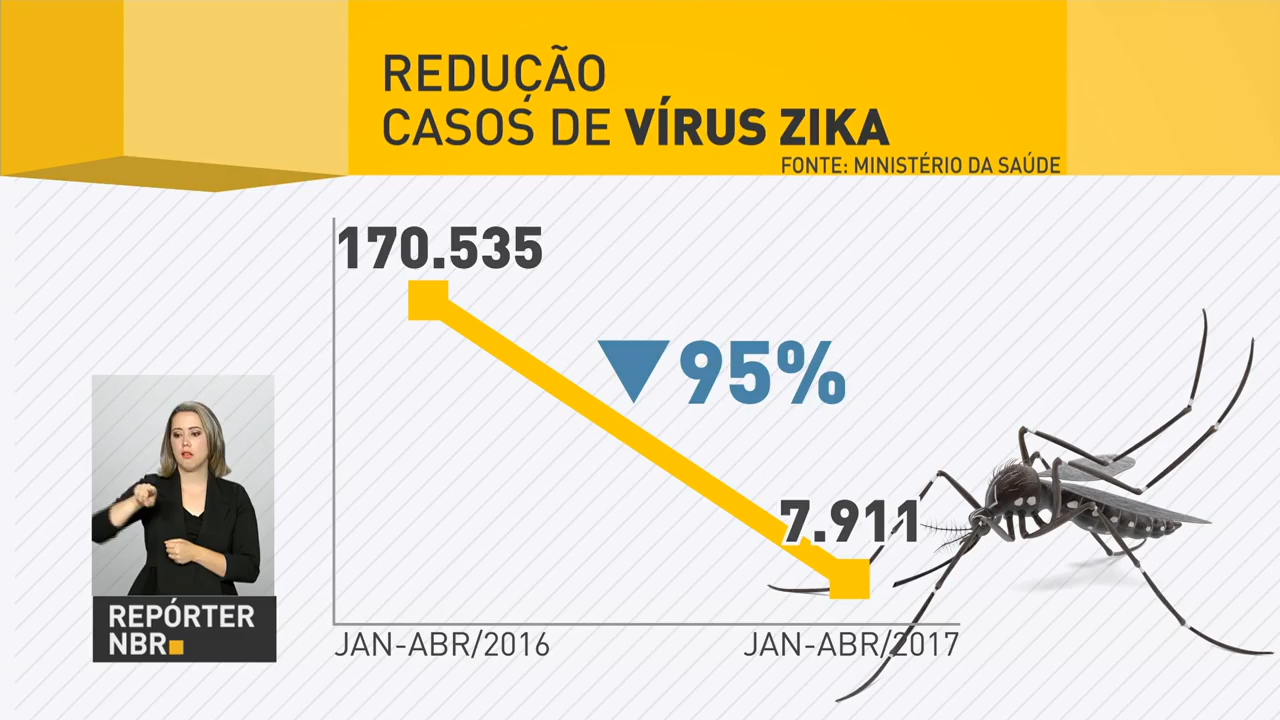 REDUÇÃO
CASOS DE VÍRUS ZIKA
FONTE: MINISTÉRIO DA SAÚDE
170.535
95%
7.911
JAN-ABR/2016
JAN-ABR/2017
REPÓRTER
NBR